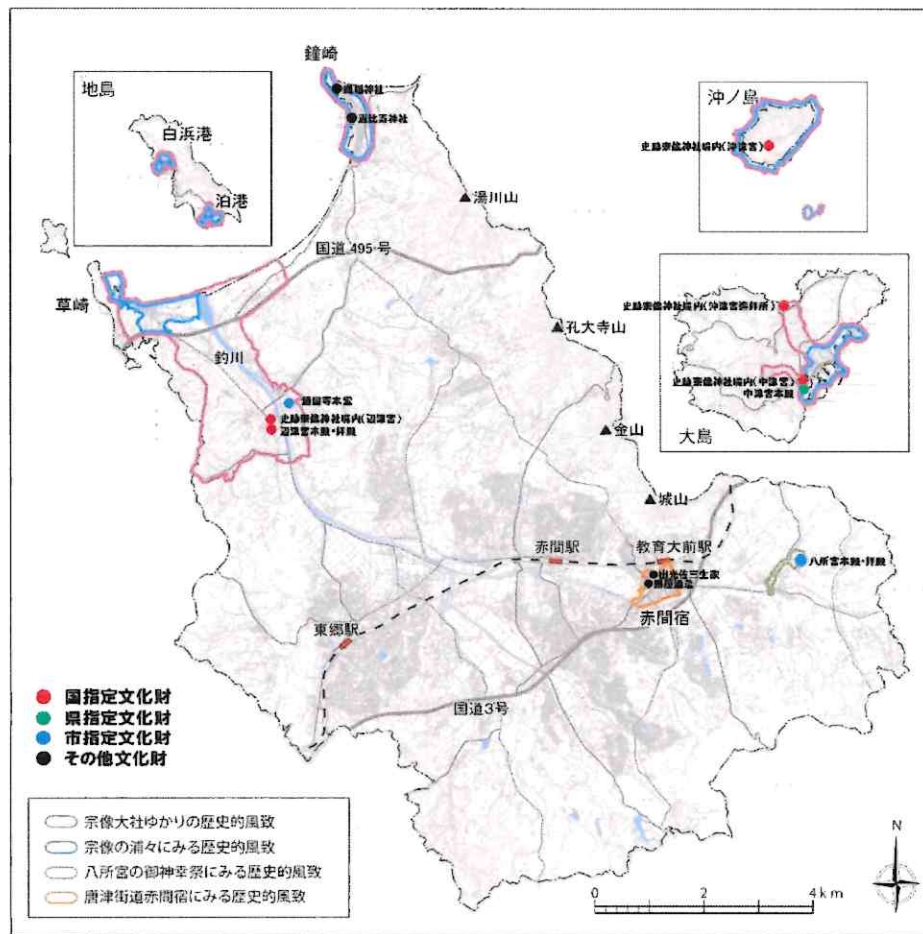 鐘崎
地島
白浜港
泊港
沖ノ島
史跡宗像神社境内(沖津宮)
湯川山
国道495号
草崎
釣川
孔大寺山
史跡宗像神社境内(沖津宮遙拝所)
史跡宗像神社境内(中津宮)
中津宮本殿
大島
史跡宗像神社境内(辺津宮)
辺津宮本殿・拝殿
金山
城山
赤間駅
教育大前駅
八所宮本殿・拝殿
出光佐三生家
赤間宿
東郷駅
国道3号
国指定文化財
県指定文化財
市指定文化財
その他文化財
宗像大社ゆかりの歴史的風致
宗像の浦々にみる歴史的風致
八所宮の御神幸祭にみる歴史的風致
唐津街道赤間宿にみる歴史的風致
N
0 2 4km